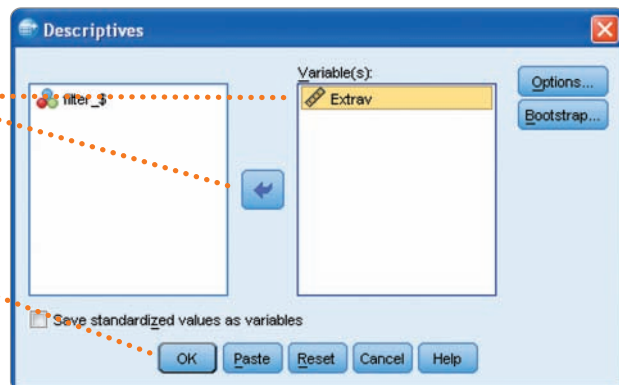 Descriptives
Variable(s):
filter_$
Extrav
Options...
Bootstrap...
Save standardized values as variables
OK
Paste
Reset
Cancel
Help